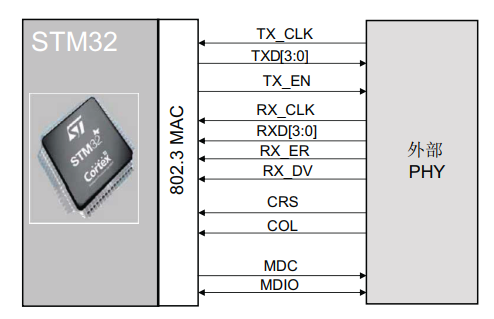 STM32
STM32
Cortex
802.3 MAC
TX_CLK
TXD[3:0]
TX_EN
RX_CLK
RXD[3:0]
RX_ER
RX_DV
CRS
COL
MDC
MDIO
外部
PHY